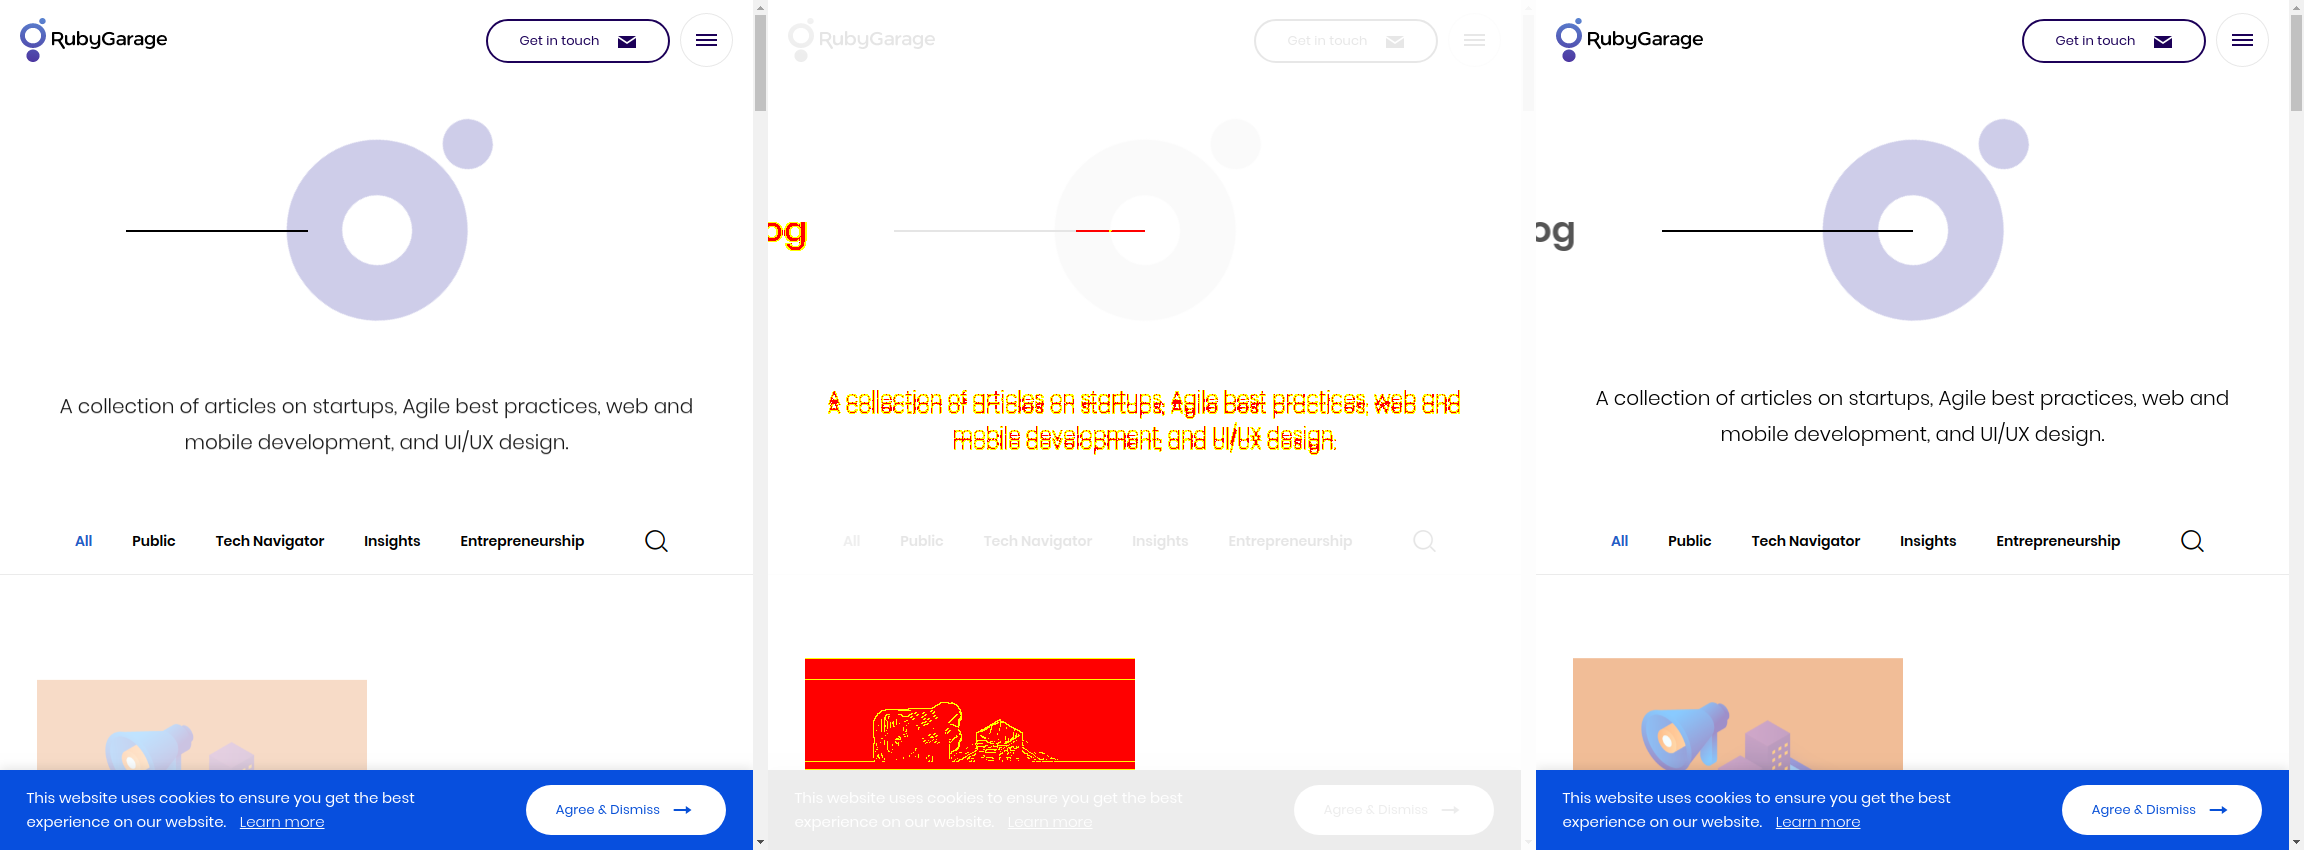 RubyGarage
Get in touch
A collection of articles on startups, Agile best practices, web and
mobile development, and UI/UX design.
All Public Tech Navigator Insights Entrepreneurship
This website uses cookies to ensure you get the best
experience on our website. Learn more
Agree & Dismiss
RubyGarage
Get in touch
og
A collection of articles on startups, Agile best practices, web and
mobile development, and UI/UX design.
All Public Tech Navigator Insights Entrepreneurship
This website uses cookies to ensure you get the best
experience on our website. Learn more
Agree & Dismiss
RubyGarage
Get in touch
og
A collection of articles on startups, Agile best practices, web and
mobile development, and UI/UX design.
All Public Tech Navigator Insights Entrepreneurship
This website uses cookies to ensure you get the best
experience on our website. Learn more
Agree & Dismiss